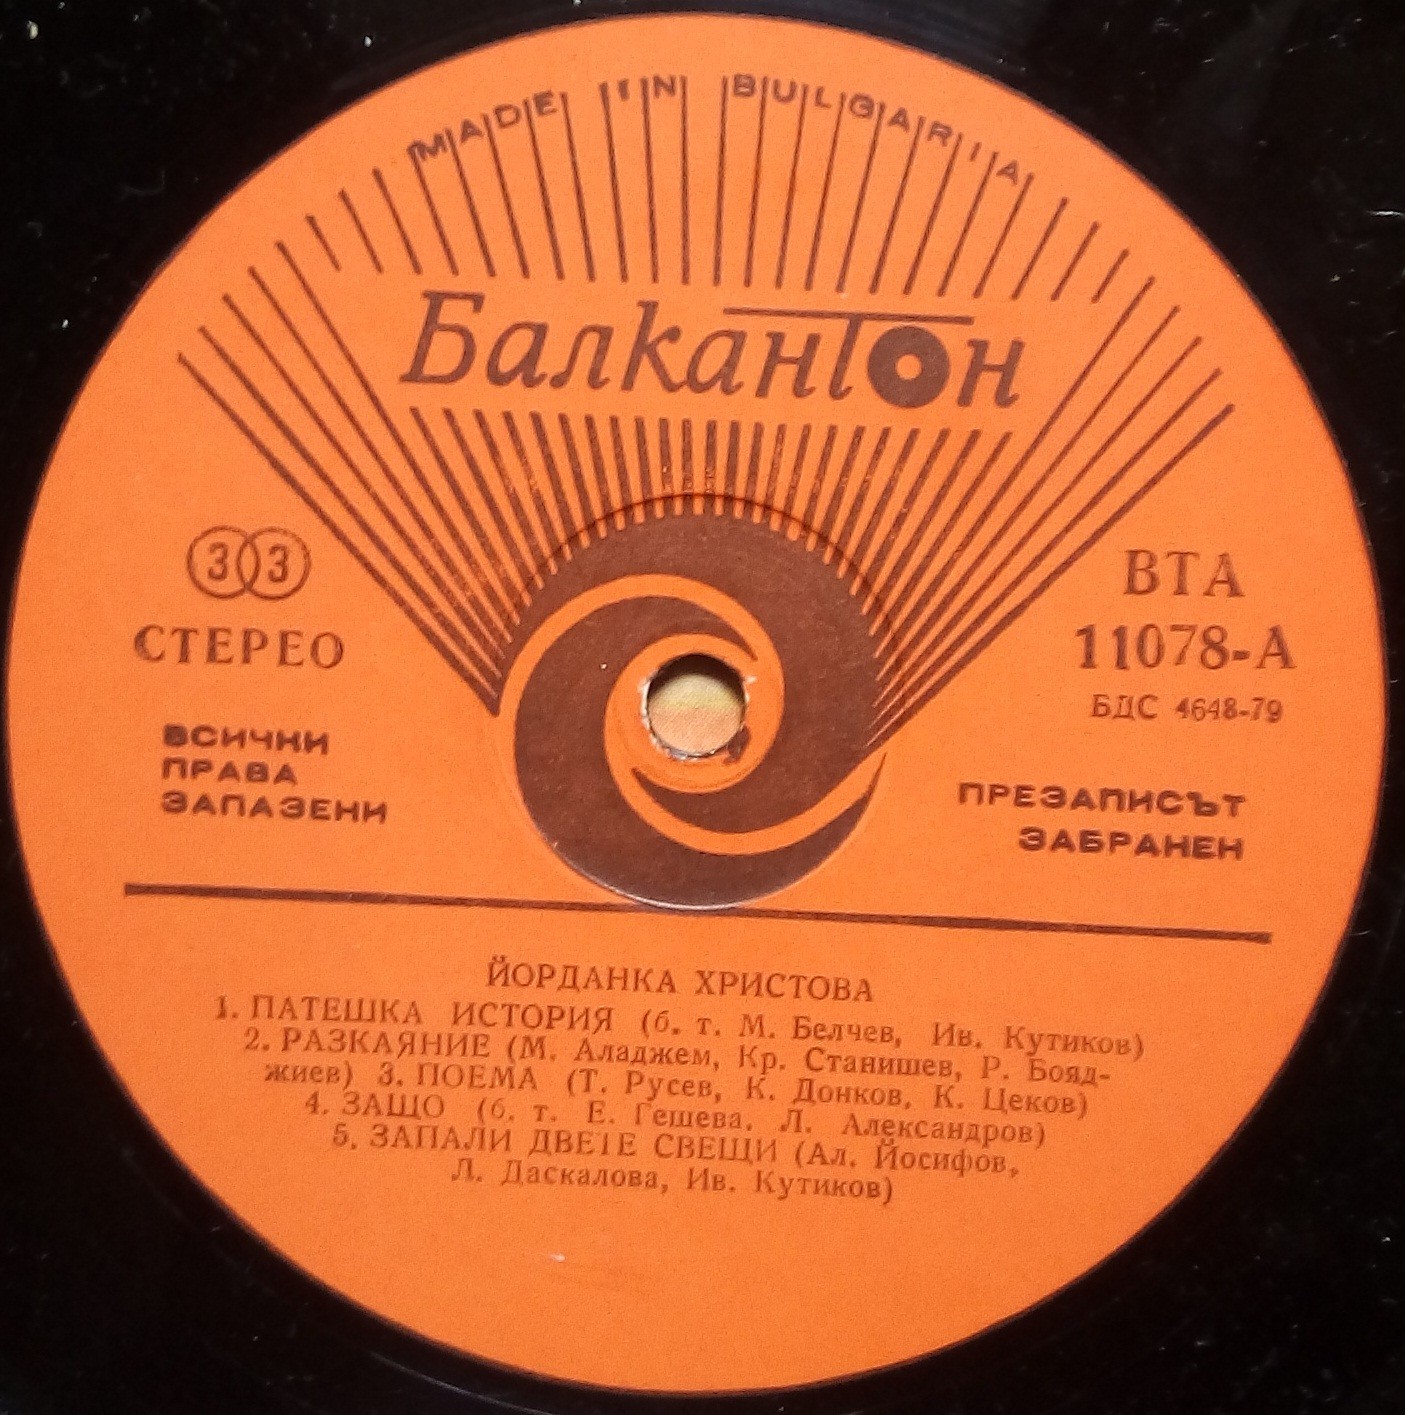 MADE IN BULGARIA
Балкантон
33
СТЕРЕО
ВТА
11078-А
БДС 4648-79
ВСИЧКИ
ПРАВА
ЗАПАЗЕНИ
ПРЕЗАПИСЪТ
ЗАБРАНЕН
ЙОРДАНКА ХРИСТОВА
1. ПАТЕШКА ИСТОРИЯ (б. т. М. Белчев, Ив. Кутиков)
2. РАЗКАЯНИЕ (М. Аладжем, Кр. Станишев, Р. Бояд-
жиев) 3. ПОЕМА (Т. Русев, К. Донков, К. Цеков)
4. ЗАЩО (б. т. Е. Гешева, Л. Александров)
5. ЗАПАЛИ ДВЕТЕ СВЕЩИ (Ал. Йосифов,
Л. Даскалова, Ив. Кутиков)